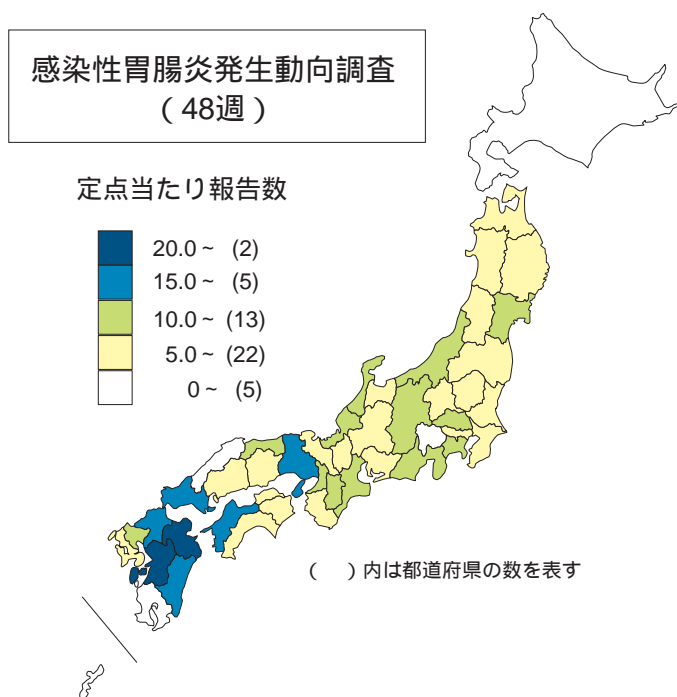 感染性胃腸炎発生動向調査
(48週)
定点当たり報告数
20.0~ (2)
15.0~ (5)
10.0~ (13)
5.0~ (22)
0~ (5)
( )内は都道府県の数を表す